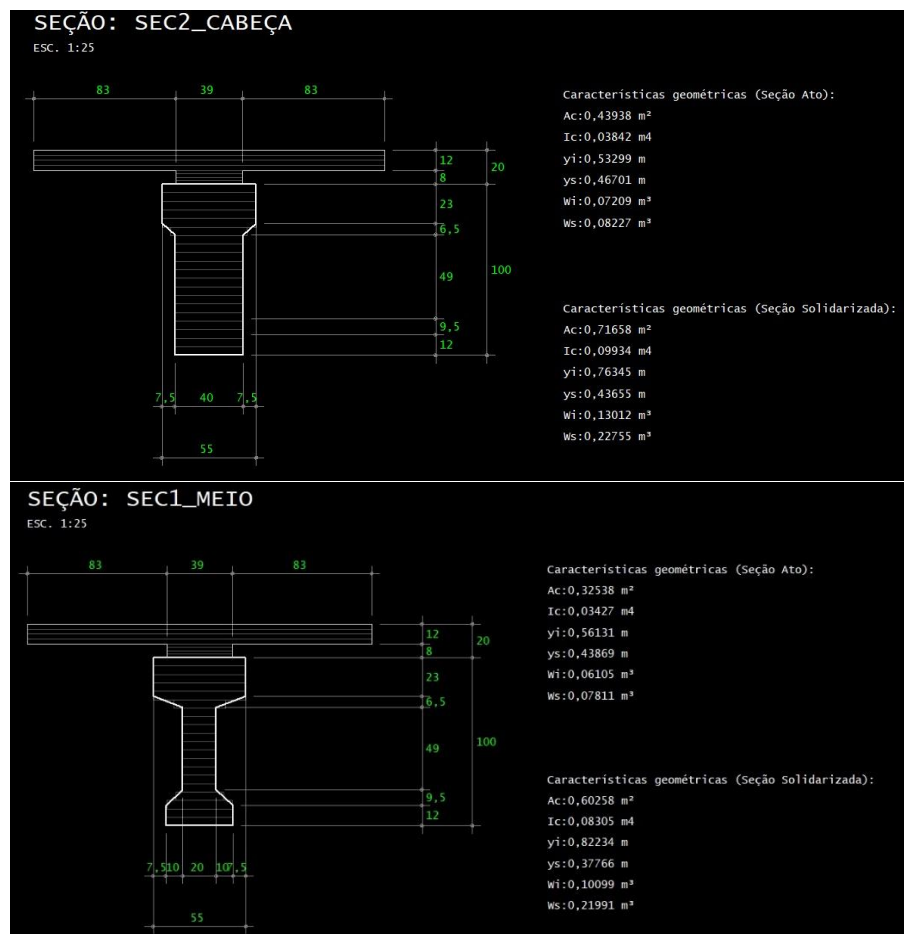 SEÇÃO: SEC2_CABEÇA
ESC. 1:25
83 39 83
12
20
8
23
6,5
49
100
9,5
12
7,5 40 7,5
55
Características geométricas (Seção Ato):
Ac:0,43938 m²
Ic:0,03842 m4
yi:0,53299 m
ys:0,46701 m
Wi:0,07209 m³
Ws:0,08227 m³
Características geométricas (Seção Solidarizada):
Ac:0,71658 m²
Ic:0,09934 m4
yi:0,76345 m
ys:0,43655 m
Wi:0,13012 m³
Ws:0,22755 m³
SEÇÃO: SEC1_MEIO
ESC. 1:25
83 39 83
12
20
8
23
6,5
49
100
9,5
12
7,5 10 20 10 7,5
55
Características geométricas (Seção Ato):
Ac:0,32538 m²
Ic:0,03427 m4
yi:0,56131 m
ys:0,43869 m
Wi:0,06105 m³
Ws:0,07811 m³
Características geométricas (Seção Solidarizada):
Ac:0,60258 m²
Ic:0,08305 m4
yi:0,82234 m
ys:0,37766 m
Wi:0,10099 m³
Ws:0,21991 m³